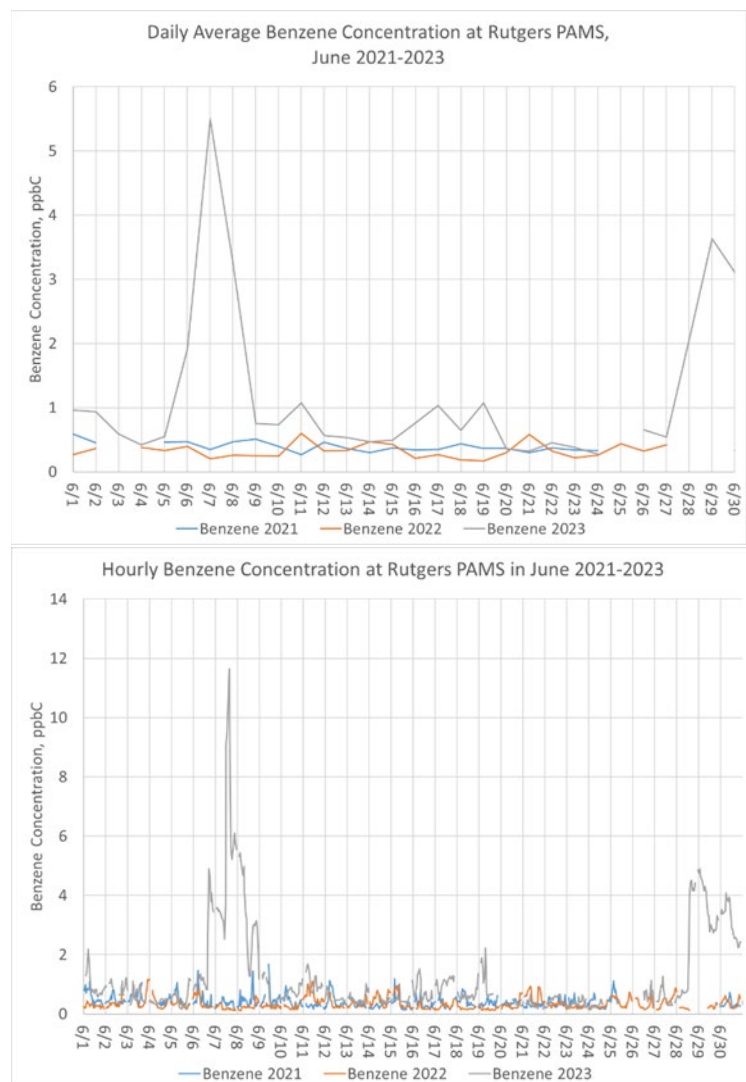 Daily Average Benzene Concentration at Rutgers PAMS,
June 2021-2023
Benzene Concentration, ppbC
6
5
4
3
2
1
0
6/1 6/2 6/3 6/4 6/5 6/6 6/7 6/8 6/9 6/10 6/11 6/12 6/13 6/14 6/15 6/16 6/17 6/18 6/19 6/20 6/21 6/22 6/23 6/24 6/25 6/26 6/27 6/28 6/29 6/30
Benzene 2021 Benzene 2022 Benzene 2023
Hourly Benzene Concentration at Rutgers PAMS in June 2021-2023
Benzene Concentration, ppbC
14
12
10
8
6
4
2
0
6/1 6/2 6/3 6/4 6/5 6/6 6/7 6/8 6/9 6/10 6/11 6/12 6/13 6/14 6/15 6/16 6/17 6/18 6/19 6/20 6/21 6/22 6/23 6/24 6/25 6/26 6/27 6/28 6/29 6/30
Benzene 2021 Benzene 2022 Benzene 2023